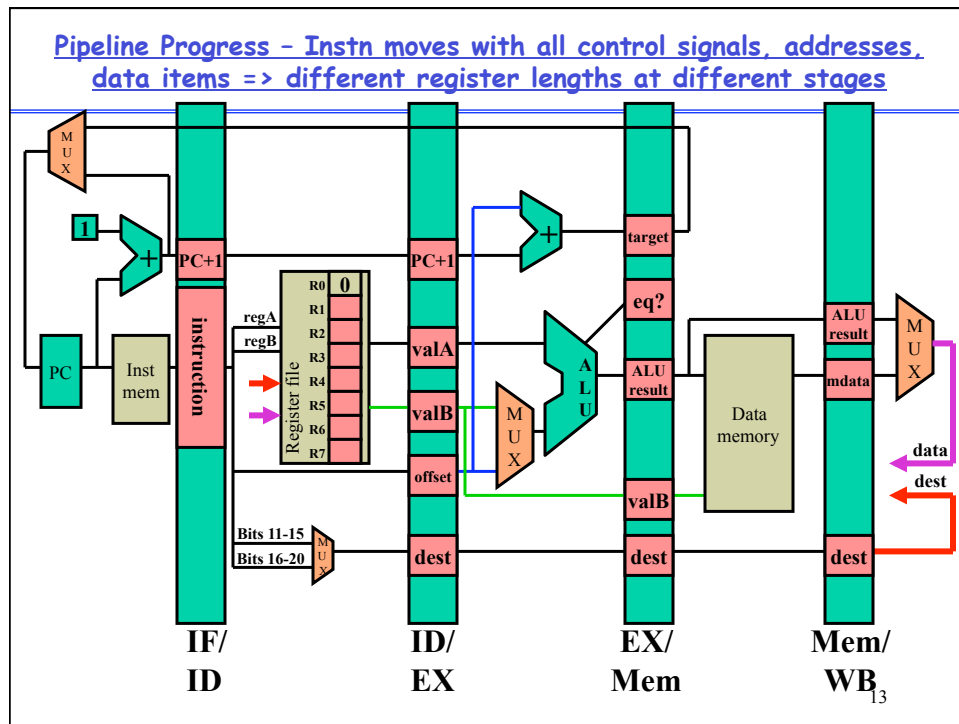 Pipeline Progress – Instn moves with all control signals, addresses,
data items => different register lengths at different stages
M
U
X
1
+
PC+1
PC
Inst
mem
instruction
regA
regB
Register file
R0
0
R1
R2
R3
R4
R5
R6
R7
Bits 11-15
Bits 16-20
M
U
X
PC+1
valA
valB
offset
dest
+
M
U
X
A
L
U
target
eq?
ALU
result
valB
dest
Data
memory
ALU
result
mdata
dest
M
U
X
data
dest
IF/
ID
ID/
EX
EX/
Mem
Mem/
WB
13